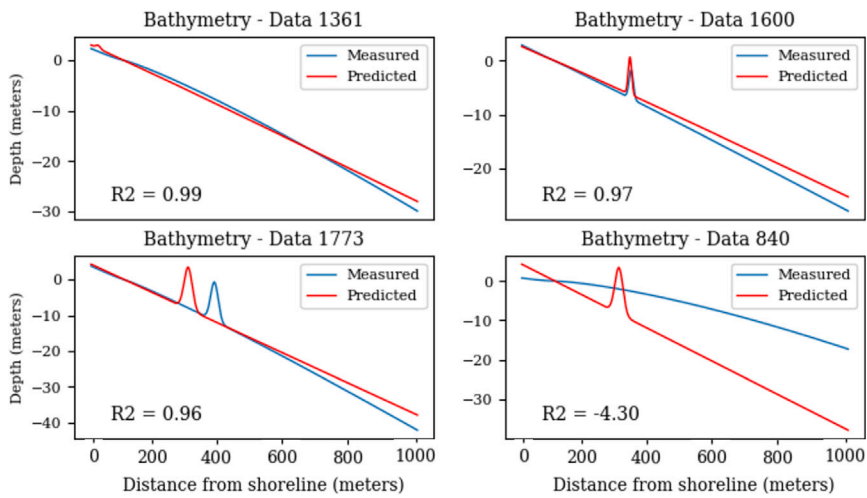 Bathymetry - Data 1361
Depth (meters)
0
−10
−20
−30
Measured
Predicted
R2 = 0.99
Bathymetry - Data 1600
0
−10
−20
Measured
Predicted
R2 = 0.97
Bathymetry - Data 1773
Depth (meters)
0
−10
−20
−30
−40
Measured
Predicted
R2 = 0.96
0 200 400 600 800 1000
Distance from shoreline (meters)
Bathymetry - Data 840
0
−10
−20
−30
Measured
Predicted
R2 = -4.30
0 200 400 600 800 1000
Distance from shoreline (meters)